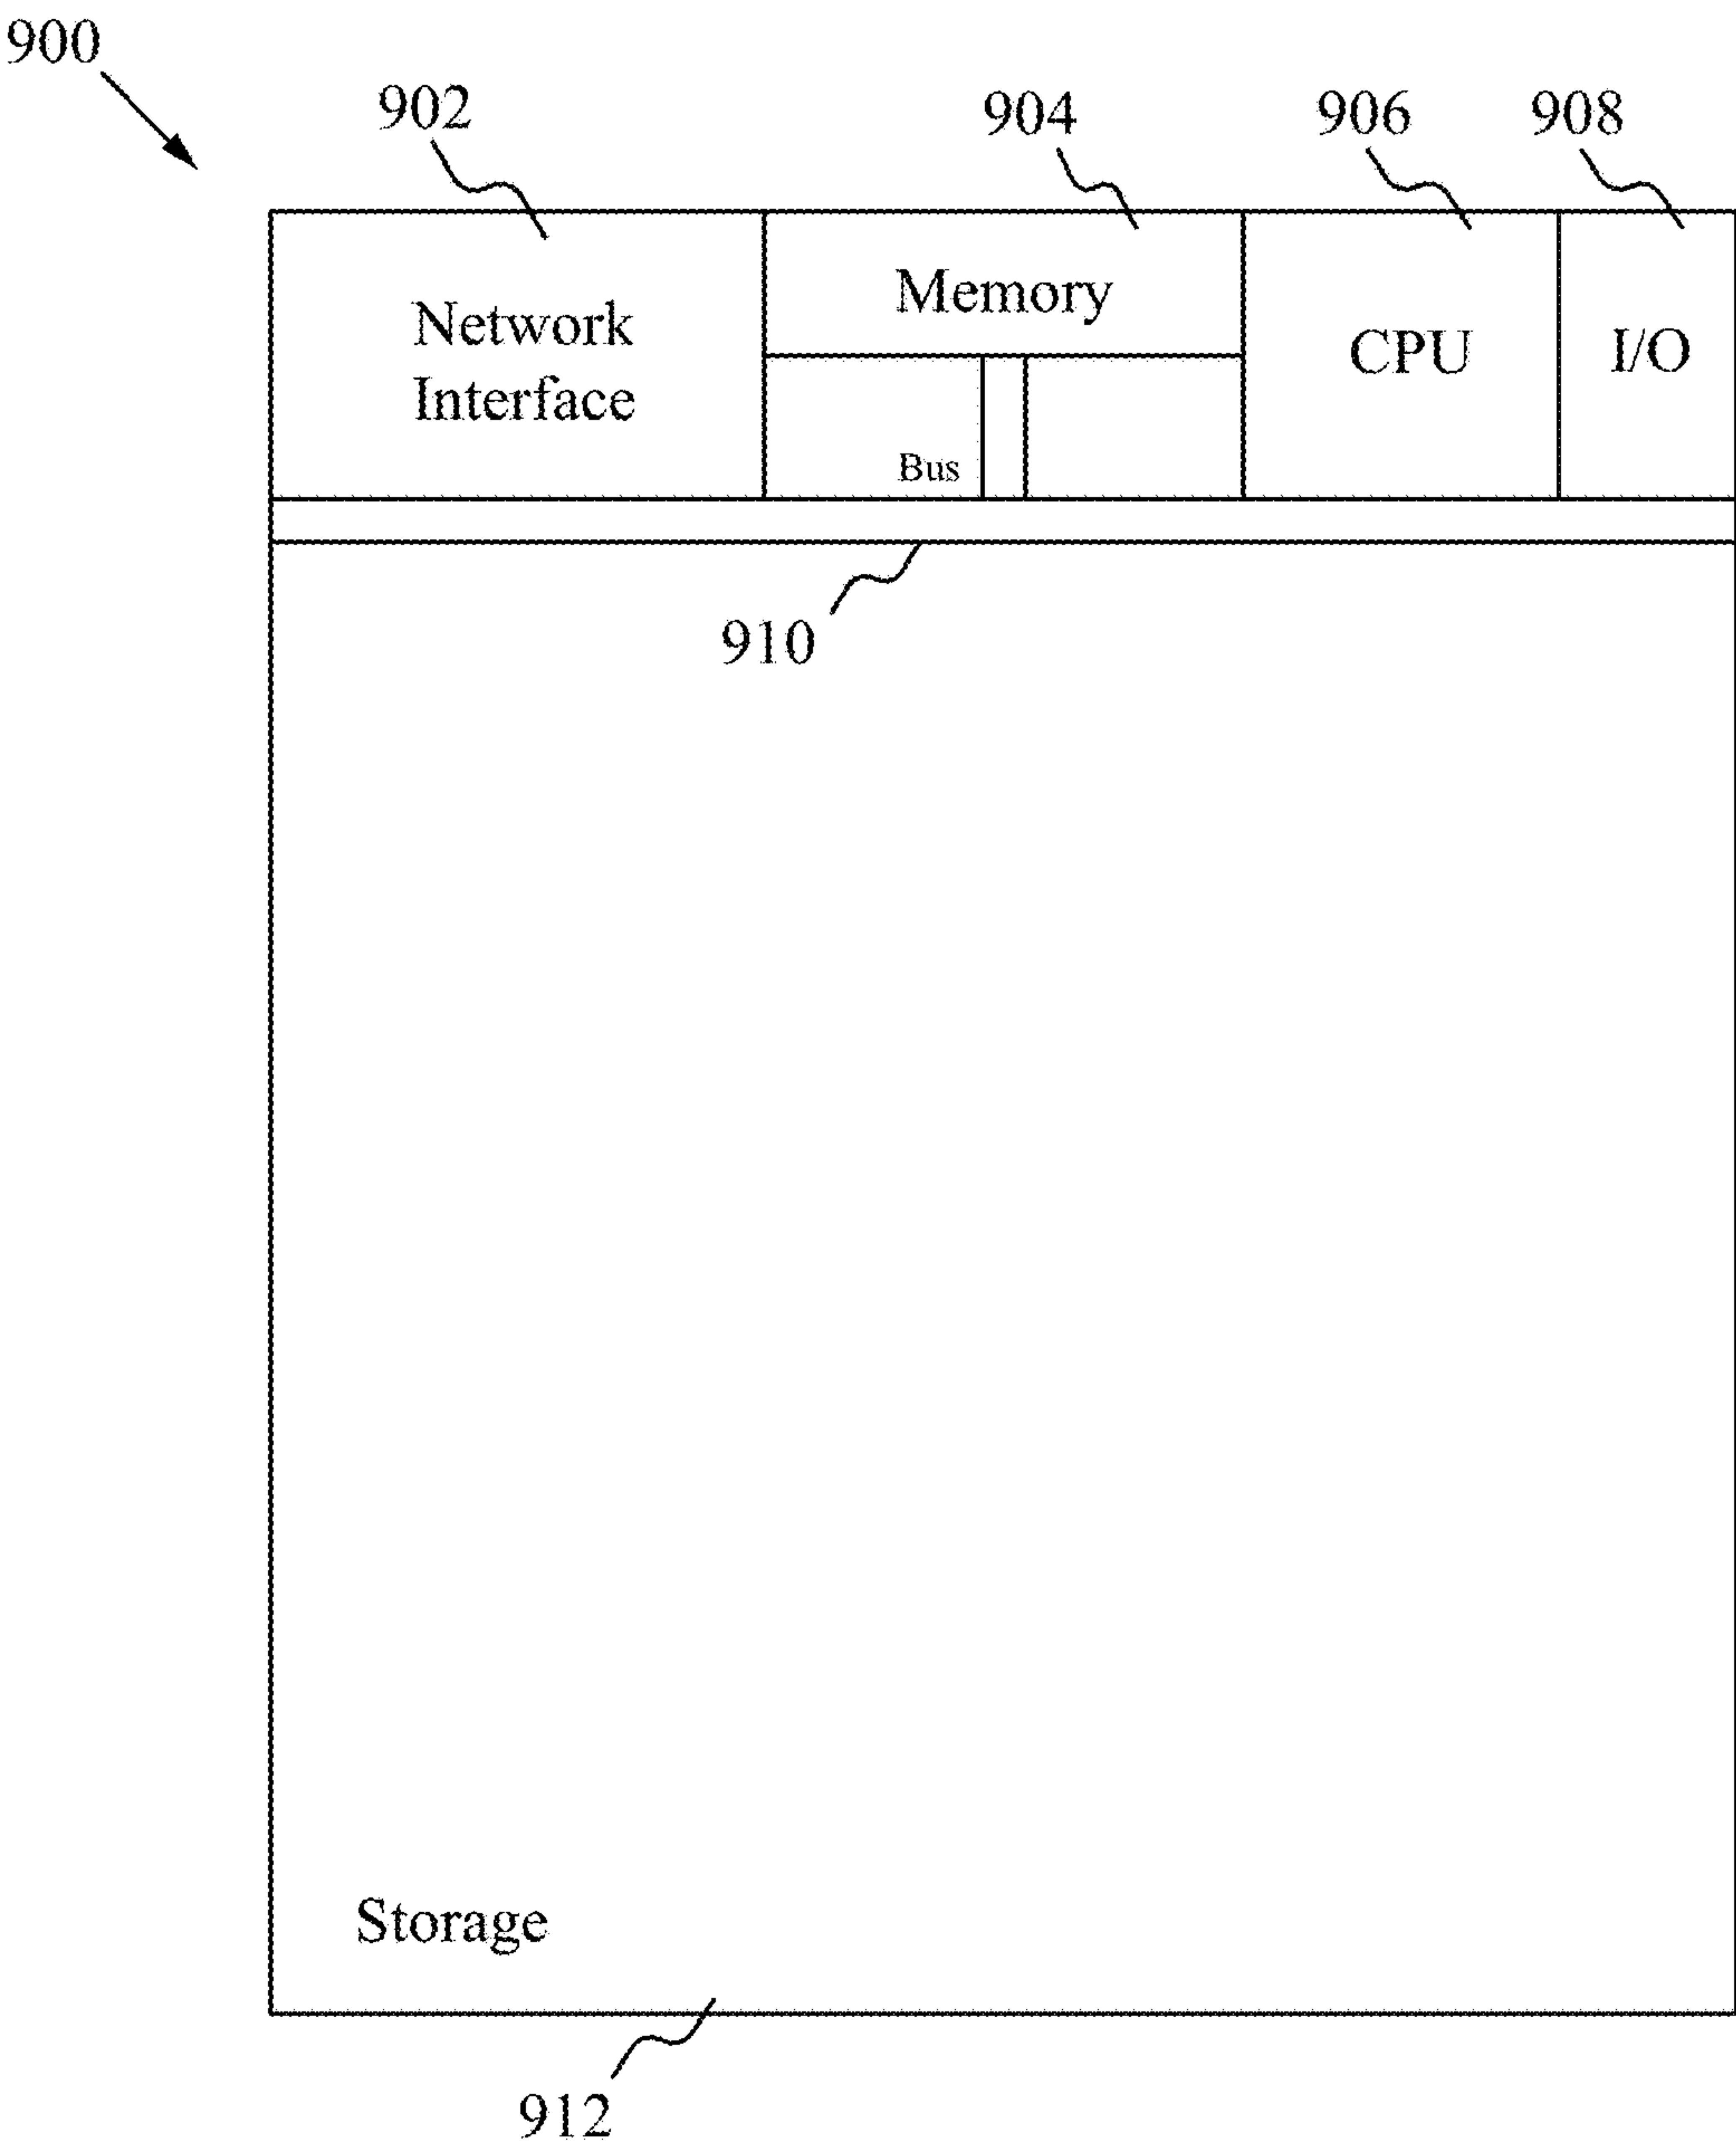 900
902
904
906
908
Network
Interface
Memory
CPU
I/O
Bus
910
Storage
912